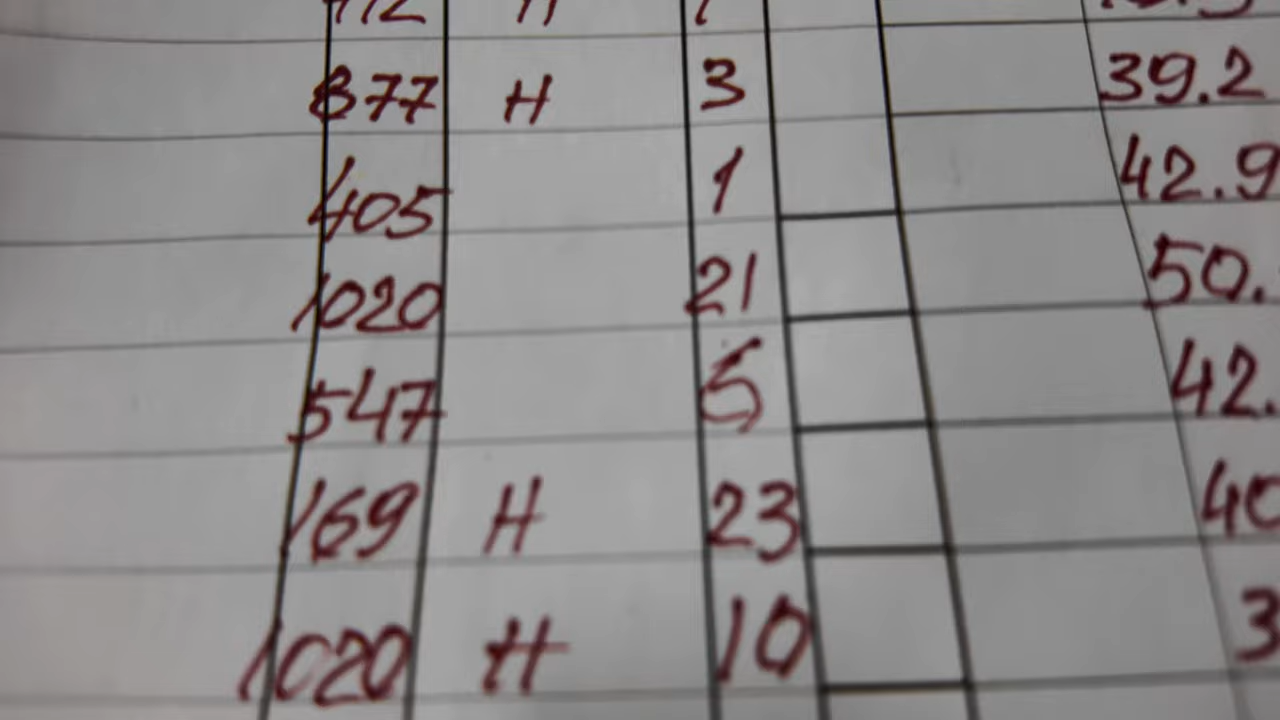 877 H 3 39.2
405 1 42.9
1020 21 50.
547 5 42.
169 H 23 40
1020 H 10 3